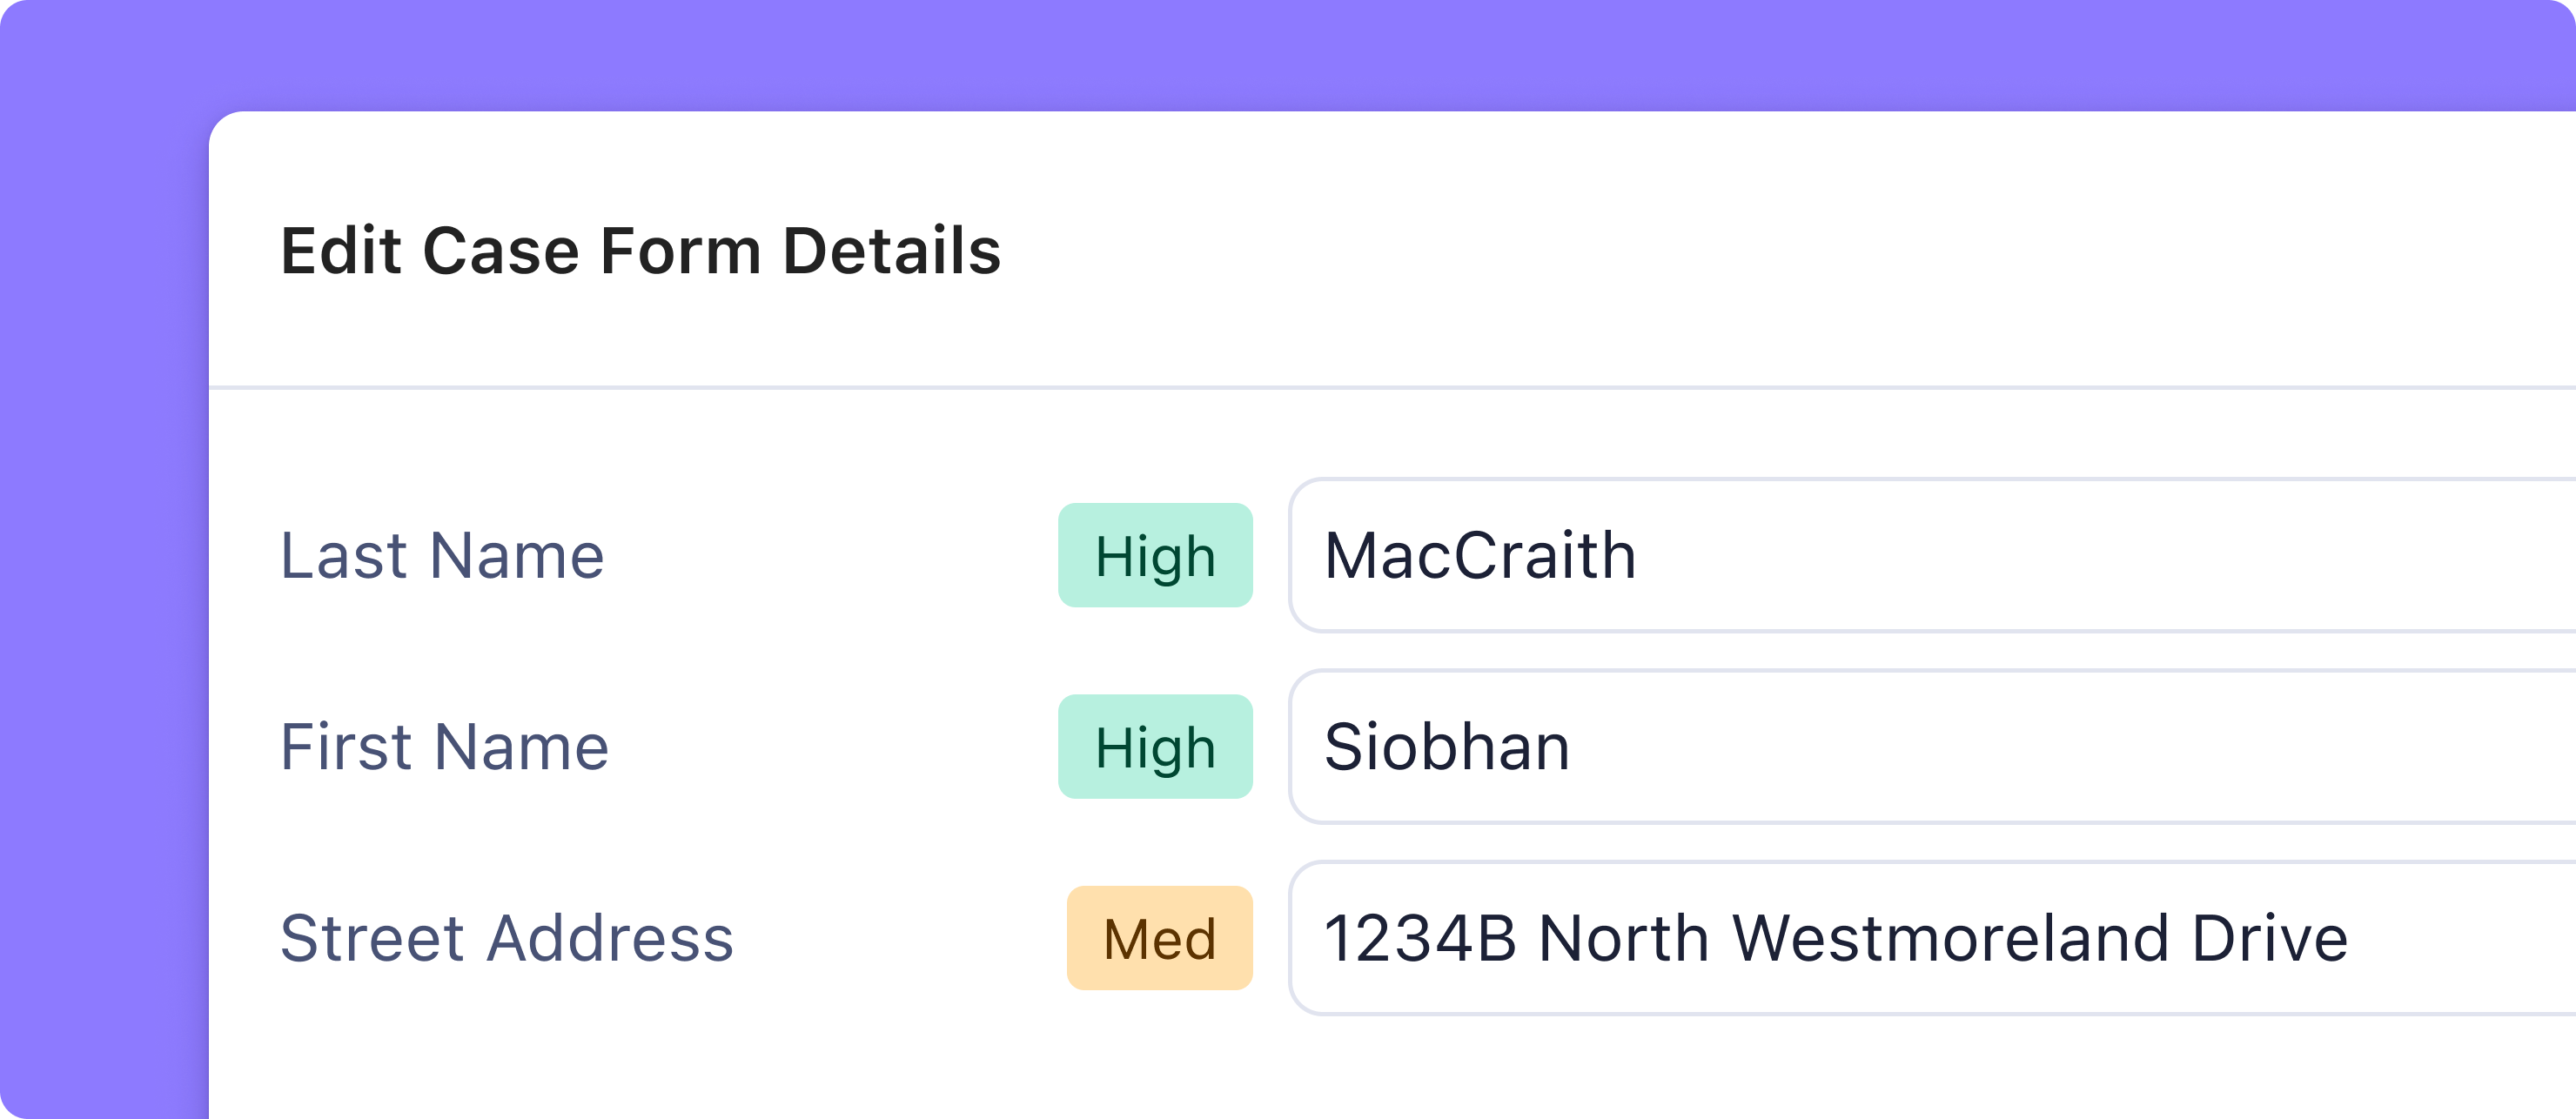 Edit Case Form Details
Last Name High MacCraith
First Name High Siobhan
Street Address Med 1234B North Westmoreland Drive